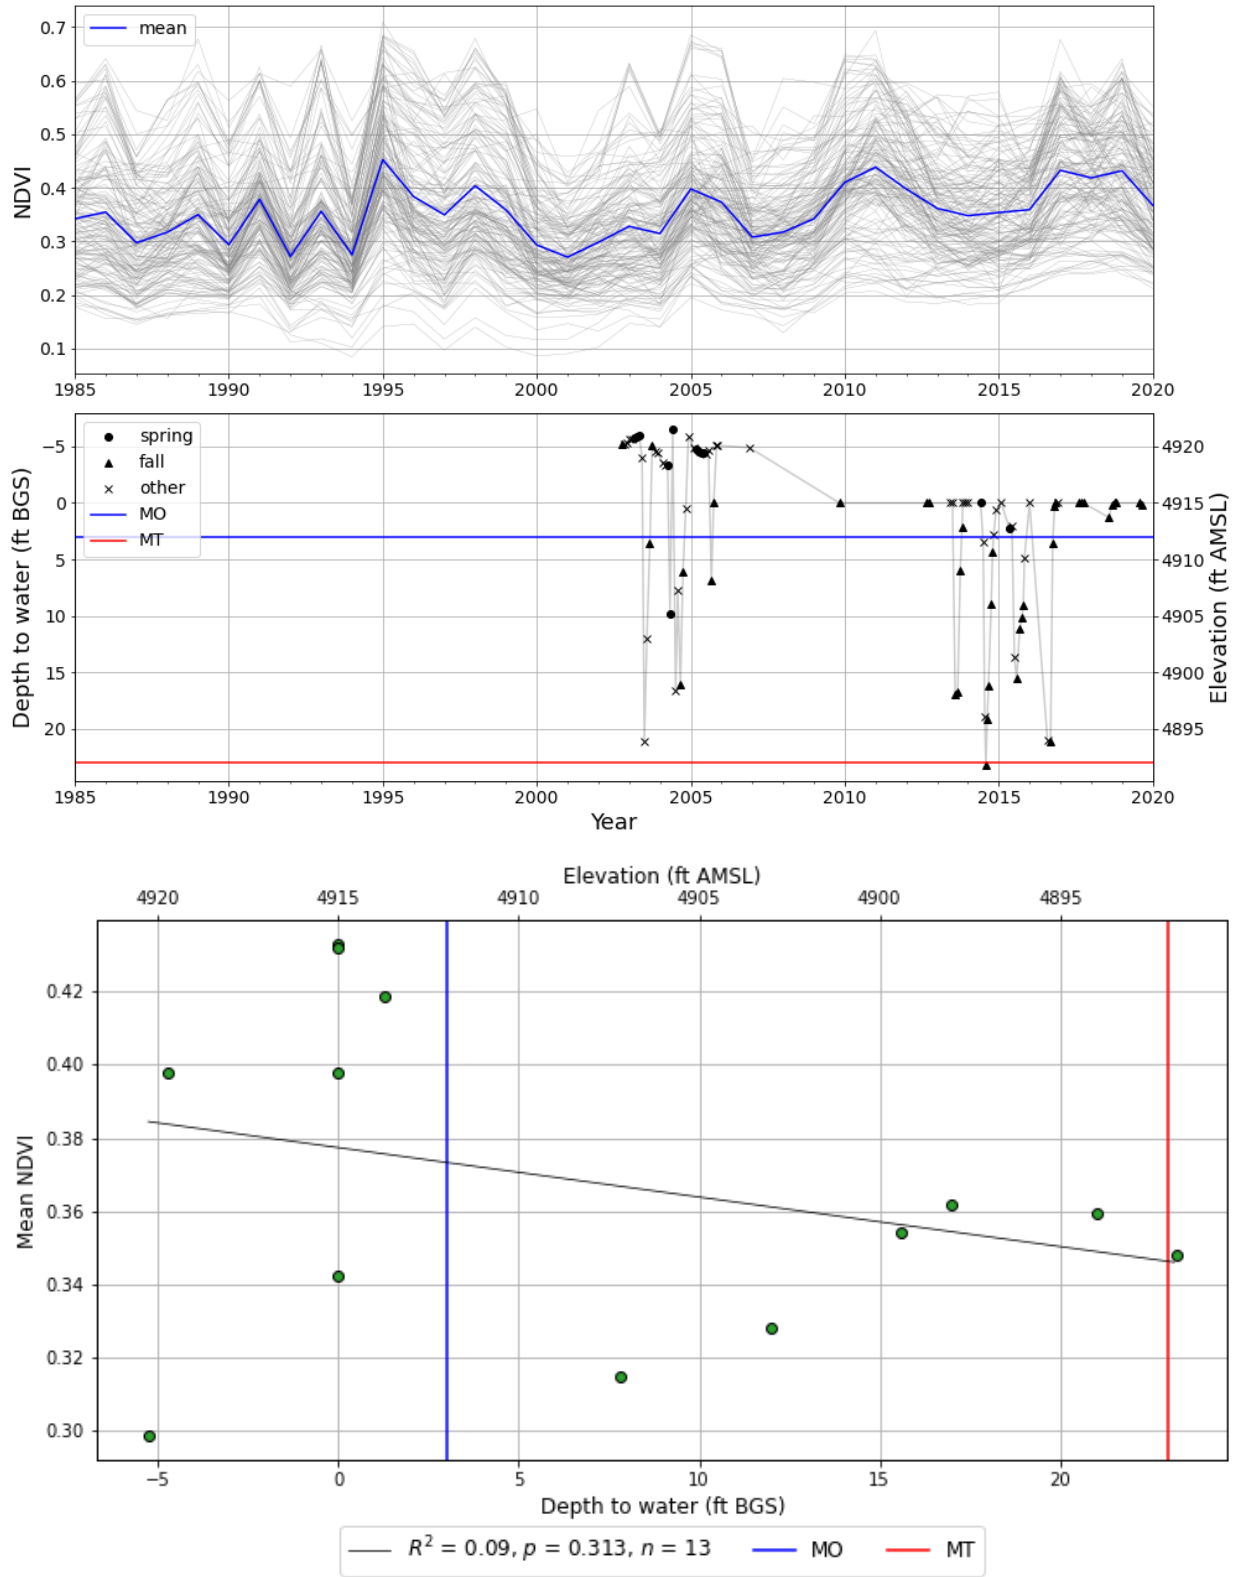 0.7
mean
0.6
0.5
0.4
0.3
0.2
0.1
NDVI
1985 1990 1995 2000 2005 2010 2015 2020
spring
fall
other
MO
MT
−5 4920
0 4915
5 4910
10 4905
15 4900
20 4895
Depth to water (ft BGS)
Elevation (ft AMSL)
1985 1990 1995 2000 2005 2010 2015 2020
Year
Elevation (ft AMSL)
4920 4915 4910 4905 4900 4895
0.42
0.40
0.38
0.36
0.34
0.32
0.30
Mean NDVI
−5 0 5 10 15 20
Depth to water (ft BGS)
R² = 0.09, p = 0.313, n = 13 MO MT